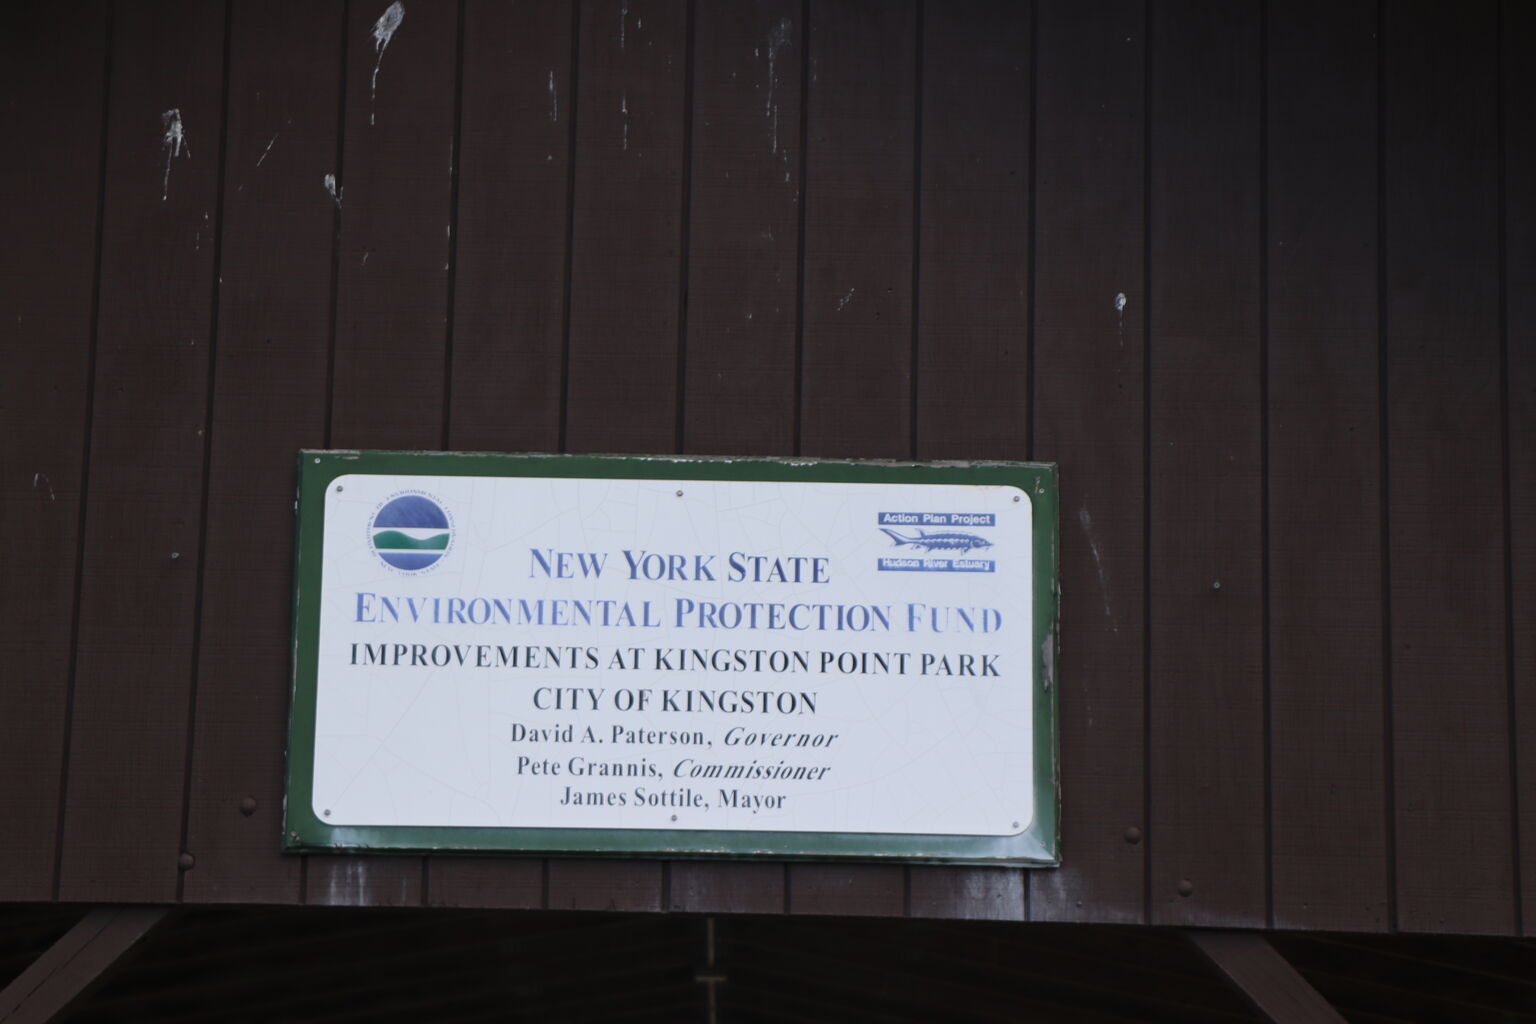 Action Plan Project
Hudson River Estuary
NEW YORK STATE
ENVIRONMENTAL PROTECTION FUND
IMPROVEMENTS AT KINGSTON POINT PARK
CITY OF KINGSTON
David A. Paterson, Governor
Pete Grannis, Commissioner
James Sottile, Mayor